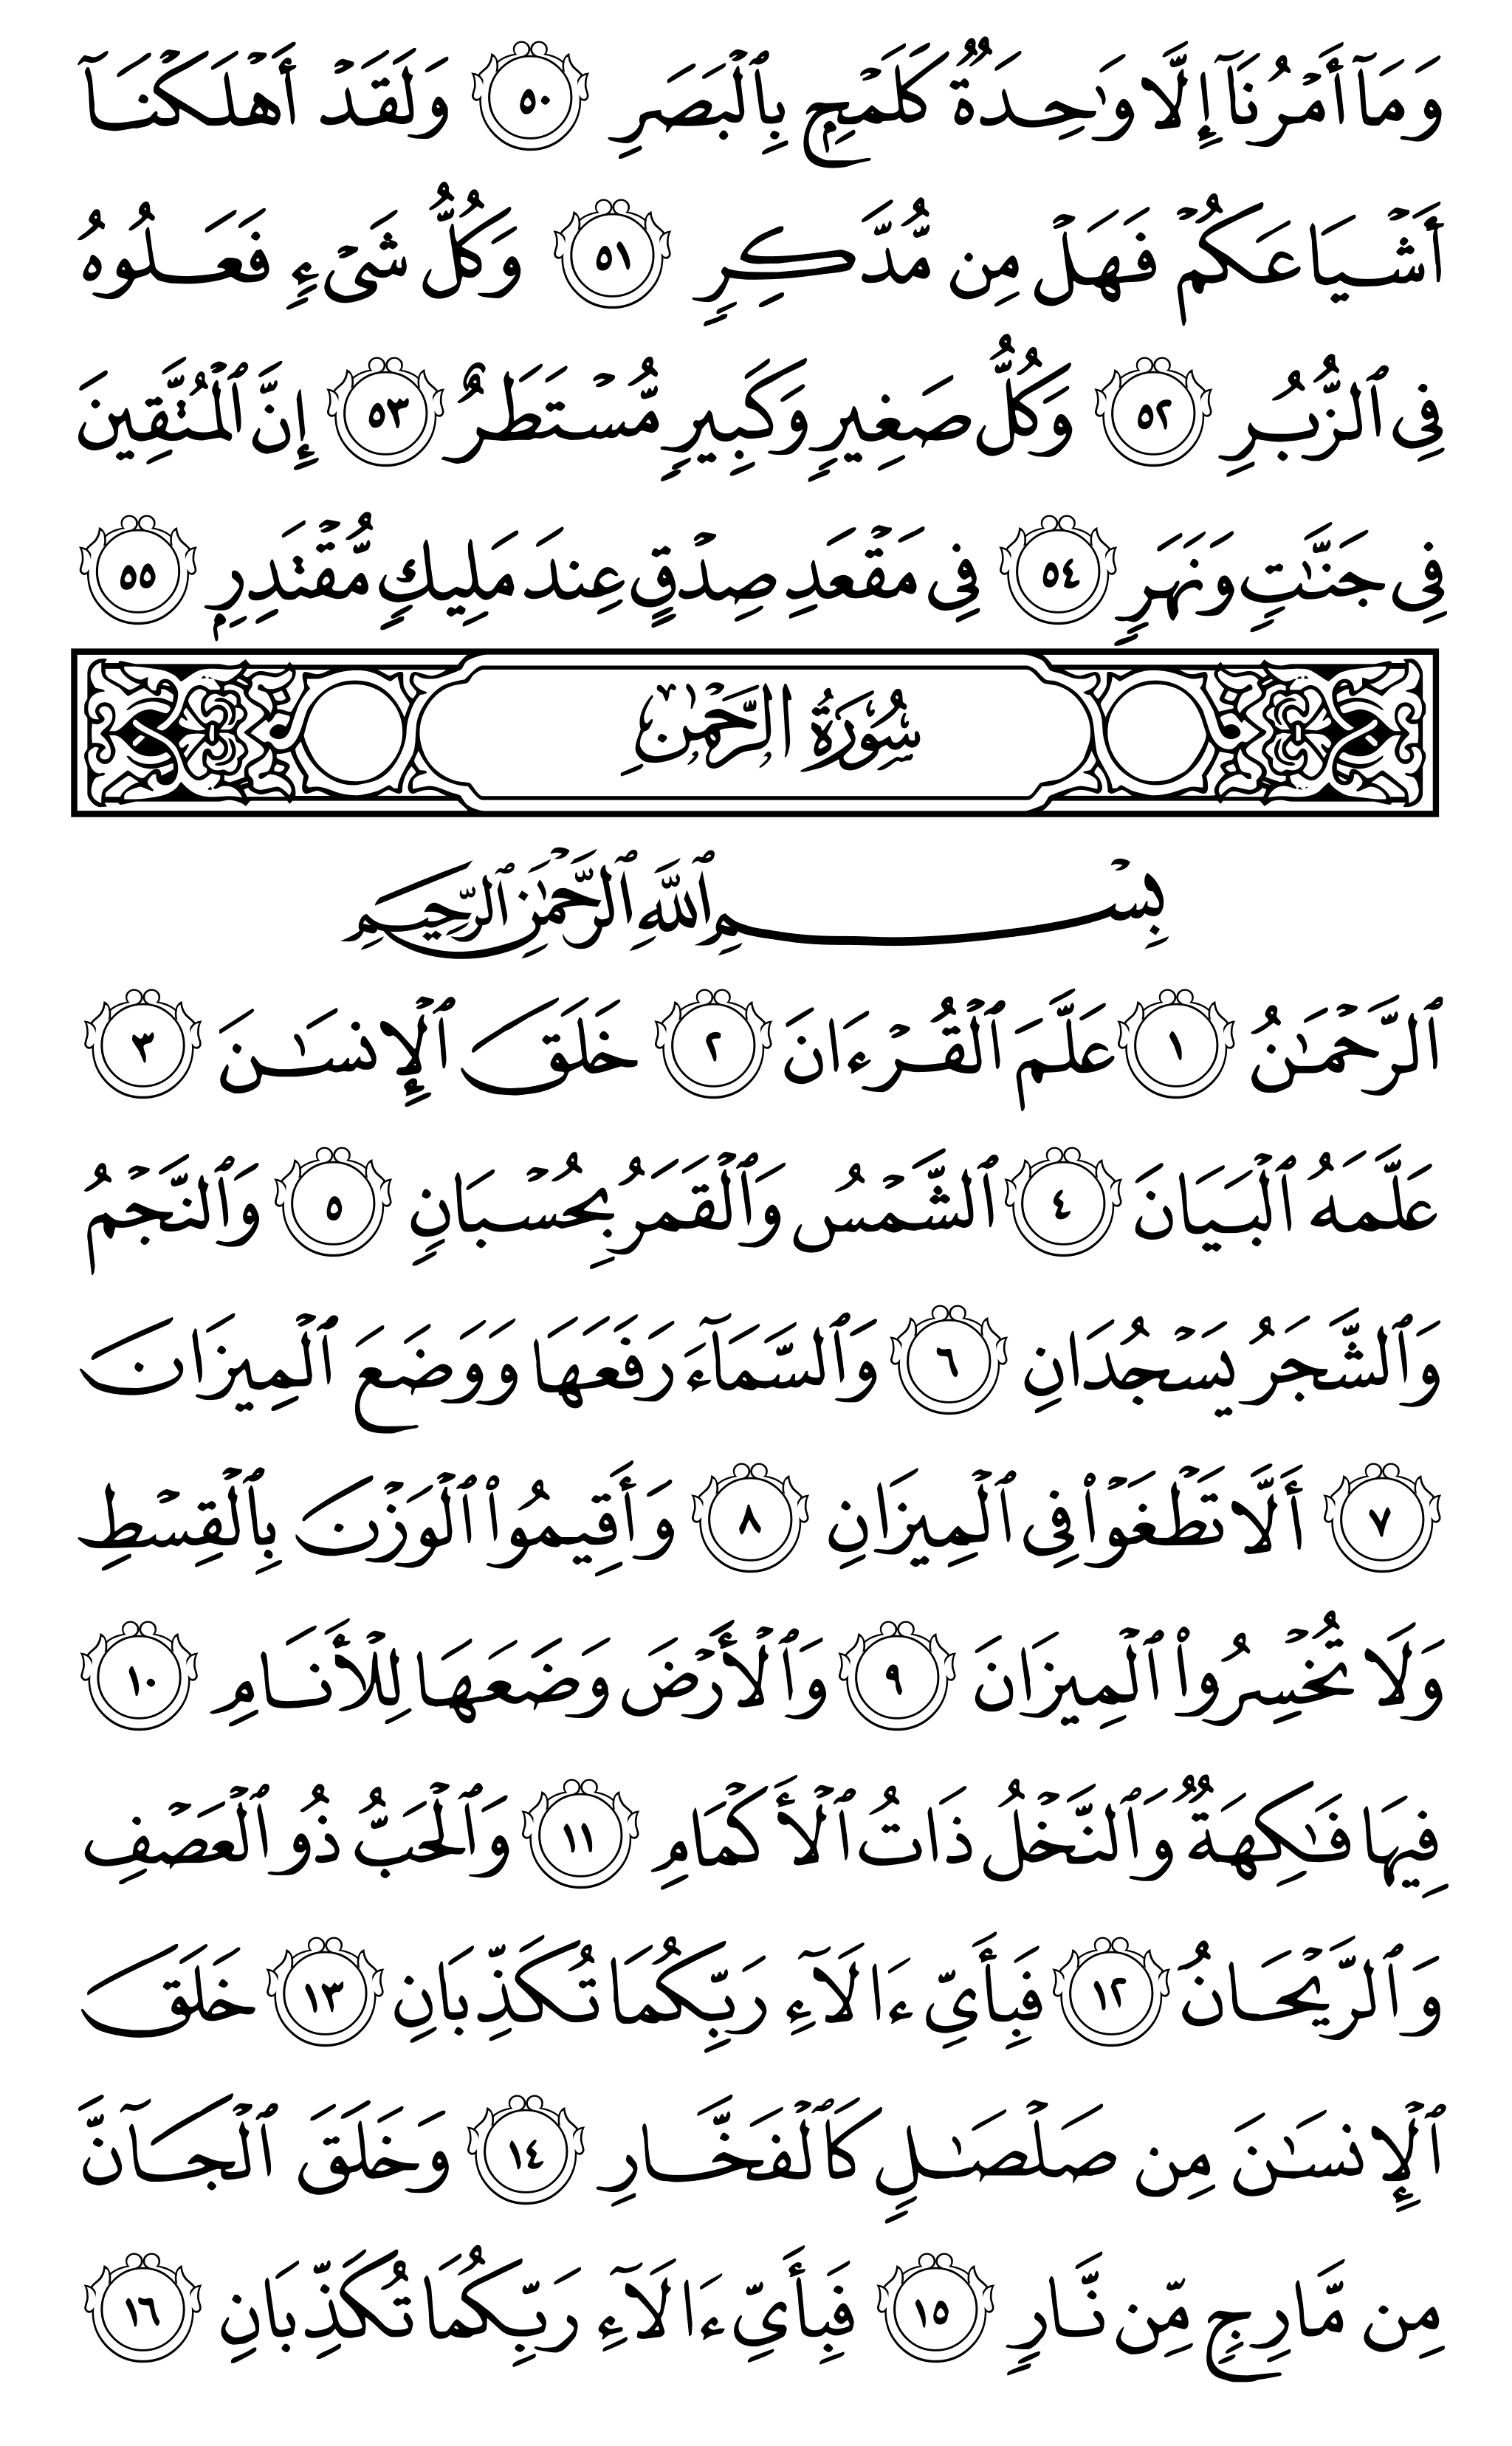 وَمَآ أَمْرُنَآ إِلَّا وَٰحِدَةٌ كَلَمْحٍۭ بِٱلْبَصَرِ ٥٠ وَلَقَدْ أَهْلَكْنَآ
أَشْيَاعَكُمْ فَهَلْ مِن مُّدَّكِرٍ ٥١ وَكُلُّ شَىْءٍ فَعَلُوهُ
فِى ٱلزُّبُرِ ٥٢ وَكُلُّ صَغِيرٍ وَكَبِيرٍ مُّسْتَطَرٌ ٥٣ إِنَّ ٱلْمُتَّقِينَ
فِى جَنَّٰتٍ وَنَهَرٍ ٥٤ فِى مَقْعَدِ صِدْقٍ عِندَ مَلِيكٍ مُّقْتَدِرٍۭ ٥٥
سُورَةُ الرَّحْمَٰن
بِسْمِ ٱللَّهِ ٱلرَّحْمَٰنِ ٱلرَّحِيمِ
ٱلرَّحْمَٰنُ ١ عَلَّمَ ٱلْقُرْءَانَ ٢ خَلَقَ ٱلْإِنسَٰنَ ٣
عَلَّمَهُ ٱلْبَيَانَ ٤ ٱلشَّمْسُ وَٱلْقَمَرُ بِحُسْبَانٍ ٥ وَٱلنَّجْمُ
وَٱلشَّجَرُ يَسْجُدَانِ ٦ وَٱلسَّمَآءَ رَفَعَهَا وَوَضَعَ ٱلْمِيزَانَ
٧ أَلَّا تَطْغَوْا۟ فِى ٱلْمِيزَانِ ٨ وَأَقِيمُوا۟ ٱلْوَزْنَ بِٱلْقِسْطِ
وَلَا تُخْسِرُوا۟ ٱلْمِيزَانَ ٩ وَٱلْأَرْضَ وَضَعَهَا لِلْأَنَامِ ١٠
فِيهَا فَٰكِهَةٌ وَٱلنَّخْلُ ذَاتُ ٱلْأَكْمَامِ ١١ وَٱلْحَبُّ ذُو ٱلْعَصْفِ
وَٱلرَّيْحَانُ ١٢ فَبِأَىِّ ءَالَآءِ رَبِّكُمَا تُكَذِّبَانِ ١٣ خَلَقَ
ٱلْإِنسَٰنَ مِن صَلْصَٰلٍ كَٱلْفَخَّارِ ١٤ وَخَلَقَ ٱلْجَآنَّ
مِن مَّارِجٍ مِّن نَّارٍ ١٥ فَبِأَىِّ ءَالَآءِ رَبِّكُمَا تُكَذِّبَانِ ١٦